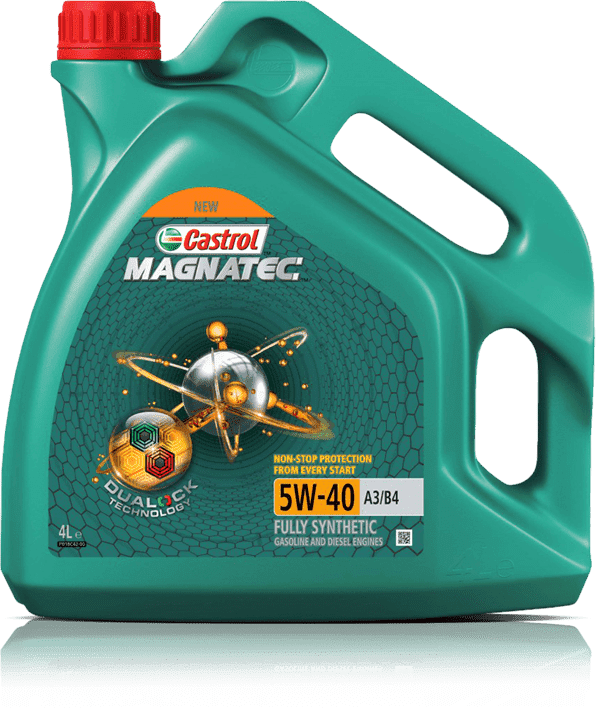 NEW
Castrol
MAGNATEC
NON-STOP PROTECTION
FROM EVERY START
5W-40 A3/B4
FULLY SYNTHETIC
GASOLINE AND DIESEL ENGINES
DUALOCK
TECHNOLOGY
4L e